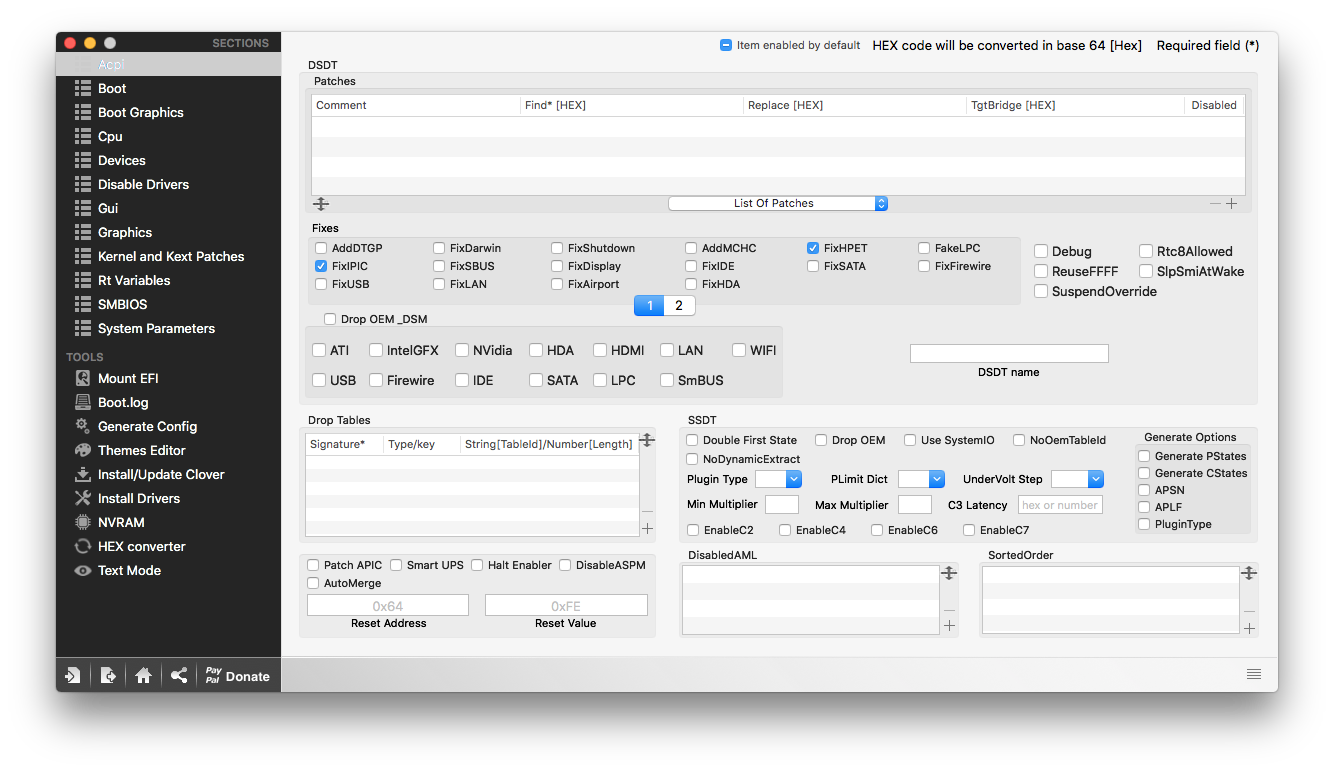 SECTIONS
Acpi
Boot
Boot Graphics
Cpu
Devices
Disable Drivers
Gui
Graphics
Kernel and Kext Patches
Rt Variables
SMBIOS
System Parameters
TOOLS
Mount EFI
Boot.log
Generate Config
Themes Editor
Install/Update Clover
Install Drivers
NVRAM
HEX converter
Text Mode
Pay
Pal
Donate
Item enabled by default HEX code will be converted in base 64 [Hex] Required field (*)
DSDT
Patches
Comment Find* [HEX] Replace [HEX] TgtBridge [HEX] Disabled
List Of Patches
Fixes
AddDTGP FixDarwin FixShutdown AddMCHC FixHPET FakeLPC
FixIPIC FixSBUS FixDisplay FixIDE FixSATA FixFirewire
FixUSB FixLAN FixAirport FixHDA
1 2
Debug Rtc8Allowed
ReuseFFFF SlpSmiAtWake
SuspendOverride
Drop OEM _DSM
ATI IntelGFX NVidia HDA HDMI LAN WIFI
USB Firewire IDE SATA LPC SmBUS
DSDT name
Drop Tables
Signature* Type/key String[TableId]/Number[Length]
SSDT
Double First State Drop OEM Use SystemIO NoOemTableId
NoDynamicExtract
Plugin Type PLimit Dict UnderVolt Step
Min Multiplier Max Multiplier C3 Latency hex or number
EnableC2 EnableC4 EnableC6 EnableC7
Generate Options
Generate PStates
Generate CStates
APSN
APLF
PluginType
Patch APIC Smart UPS Halt Enabler DisableASPM
AutoMerge
0x64 0xFE
Reset Address Reset Value
DisabledAML
SortedOrder